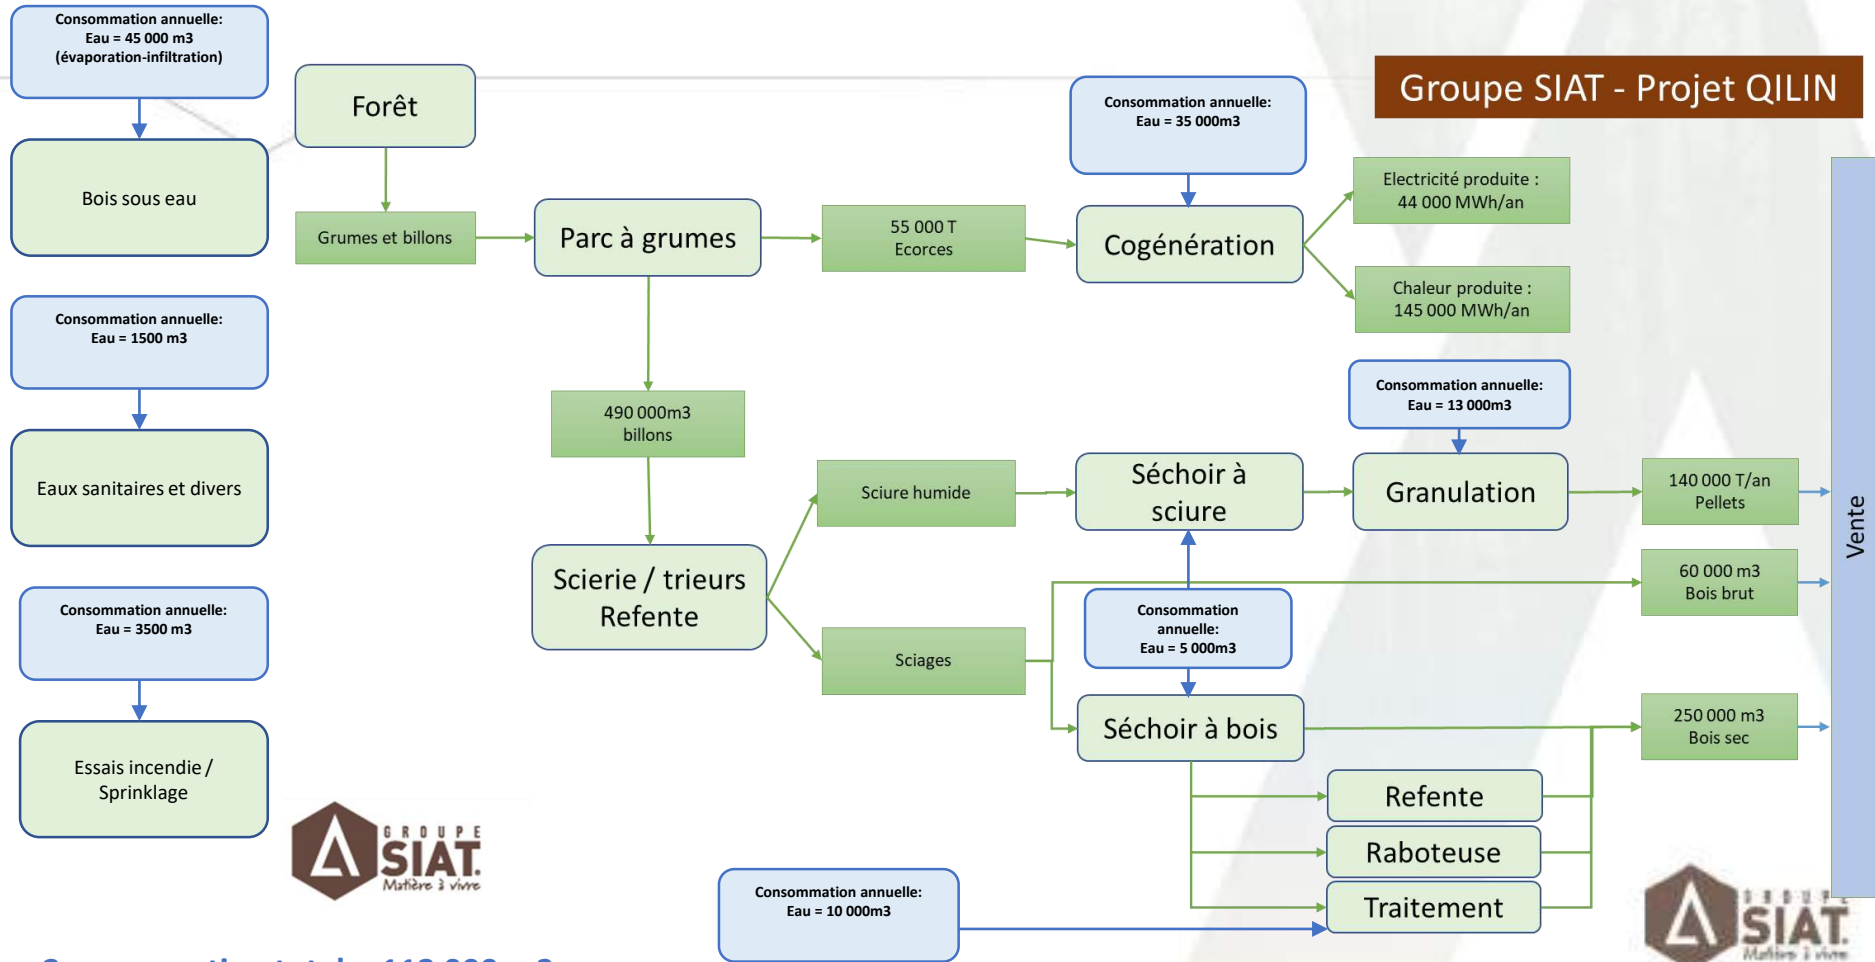 Consommation annuelle:
Eau = 45 000 m3
(évaporation-infiltration)
Bois sous eau
Consommation annuelle:
Eau = 1500 m3
Eaux sanitaires et divers
Consommation annuelle:
Eau = 3500 m3
Essais incendie /
Sprinklage
Forêt
Grumes et billons
Parc à grumes
55 000 T
Ecorces
Consommation annuelle:
Eau = 35 000m3
Cogénération
Groupe SIAT - Projet QILIN
Electricité produite :
44 000 MWh/an
Chaleur produite :
145 000 MWh/an
490 000m3
billons
Scierie / trieurs
Refente
Sciure humide
Séchoir à
sciure
Consommation annuelle:
Eau = 13 000m3
Granulation
140 000 T/an
Pellets
Sciages
Consommation
annuelle:
Eau = 5 000m3
60 000 m3
Bois brut
Séchoir à bois
250 000 m3
Bois sec
Refente
Raboteuse
Traitement
Consommation annuelle:
Eau = 10 000m3
Vente
GROUPE
SIAT.
Matière à vivre
GROUPE
SIAT.
Matière à vivre